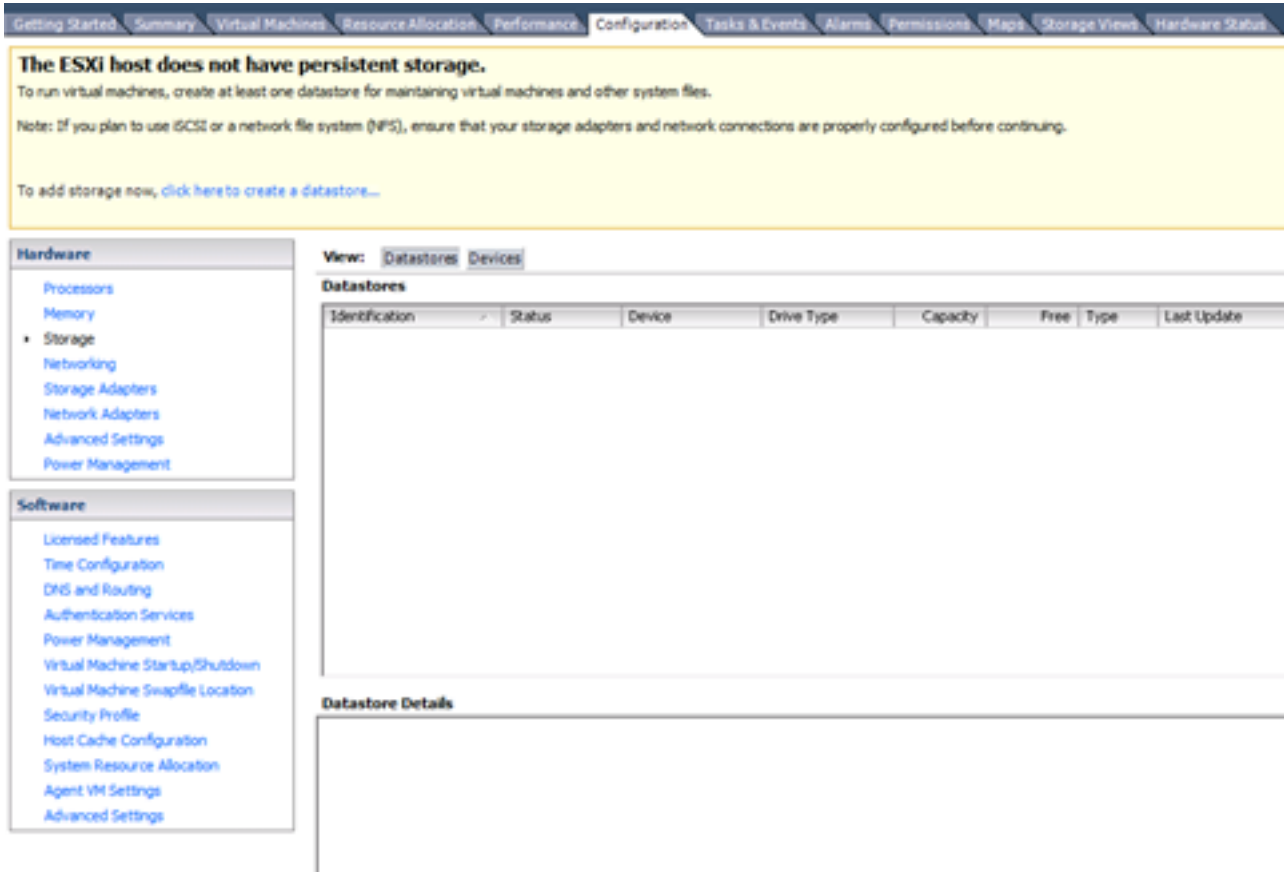 Getting Started Summary Virtual Machines Resource Allocation Performance Configuration Tasks & Events Alarms Permissions Maps Storage Views Hardware Status
The ESXi host does not have persistent storage.
To run virtual machines, create at least one datastore for maintaining virtual machines and other system files.
Note: If you plan to use iSCSI or a network file system (NFS), ensure that your storage adapters and network connections are properly configured before continuing.
To add storage now, click here to create a datastore...
Hardware
Processors
Memory
Storage
Networking
Storage Adapters
Network Adapters
Advanced Settings
Power Management
Software
Licensed Features
Time Configuration
DNS and Routing
Authentication Services
Power Management
Virtual Machine Startup/Shutdown
Virtual Machine Swapfile Location
Security Profile
Host Cache Configuration
System Resource Allocation
Agent VM Settings
Advanced Settings
View: Datastores Devices
Datastores
Identification Status Device Drive Type Capacity Free Type Last Update
Datastore Details